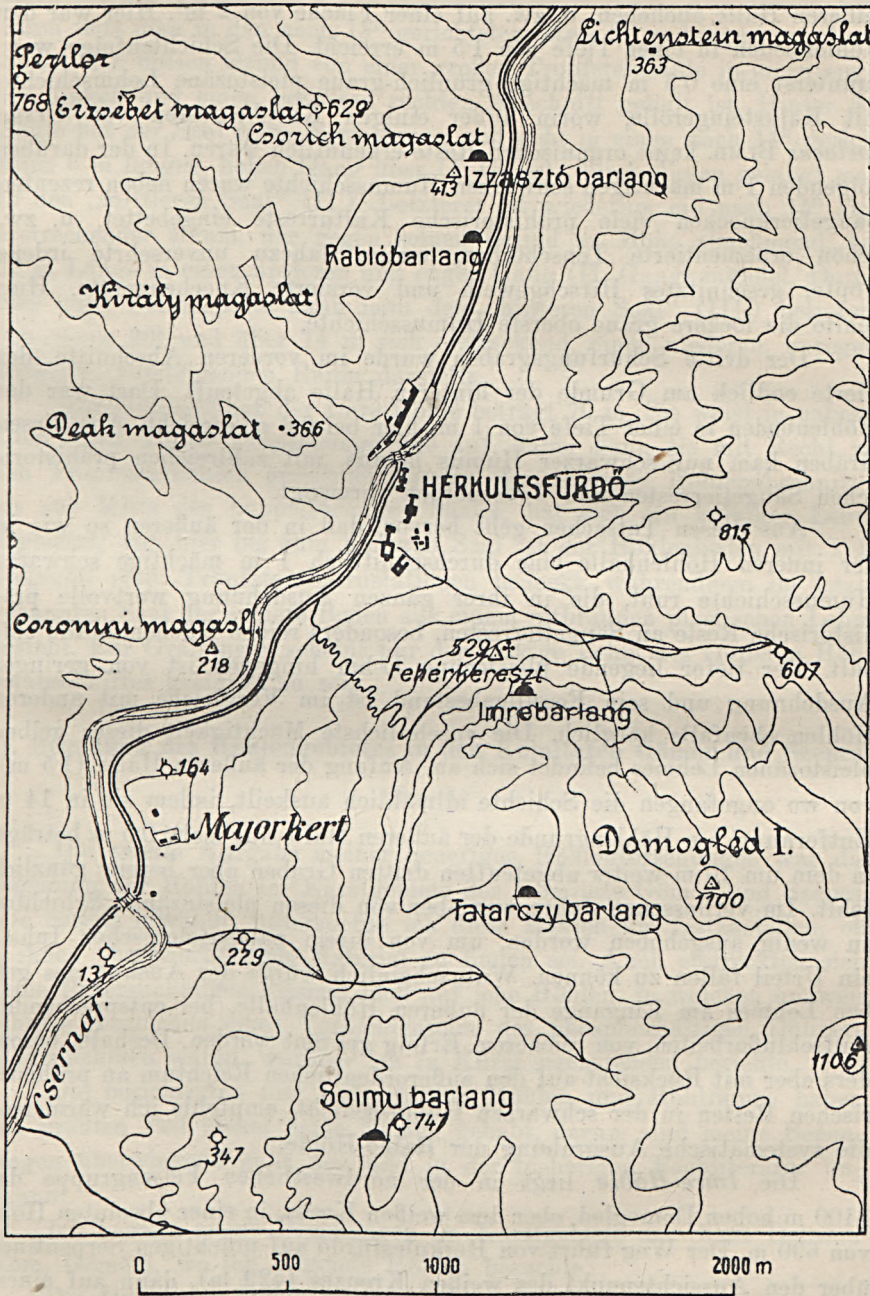 Lichtenstein magaslat
363
Perilor
768
Erzsébet magaslat 629
Csorich magaslat
413
Izzasztó barlang
Rablóbarlang
Király magaslat
Deák magaslat •366
HERKULESFÜRDŐ
815
Coronini magasl.
218
529
607
Fehérkereszt
Imrebarlang
164
Majorkert
Domogled I.
1100
Tatarczy barlang
229
Csernaf.
1106
Soimu barlang
747
347
0 500 1000 2000 m